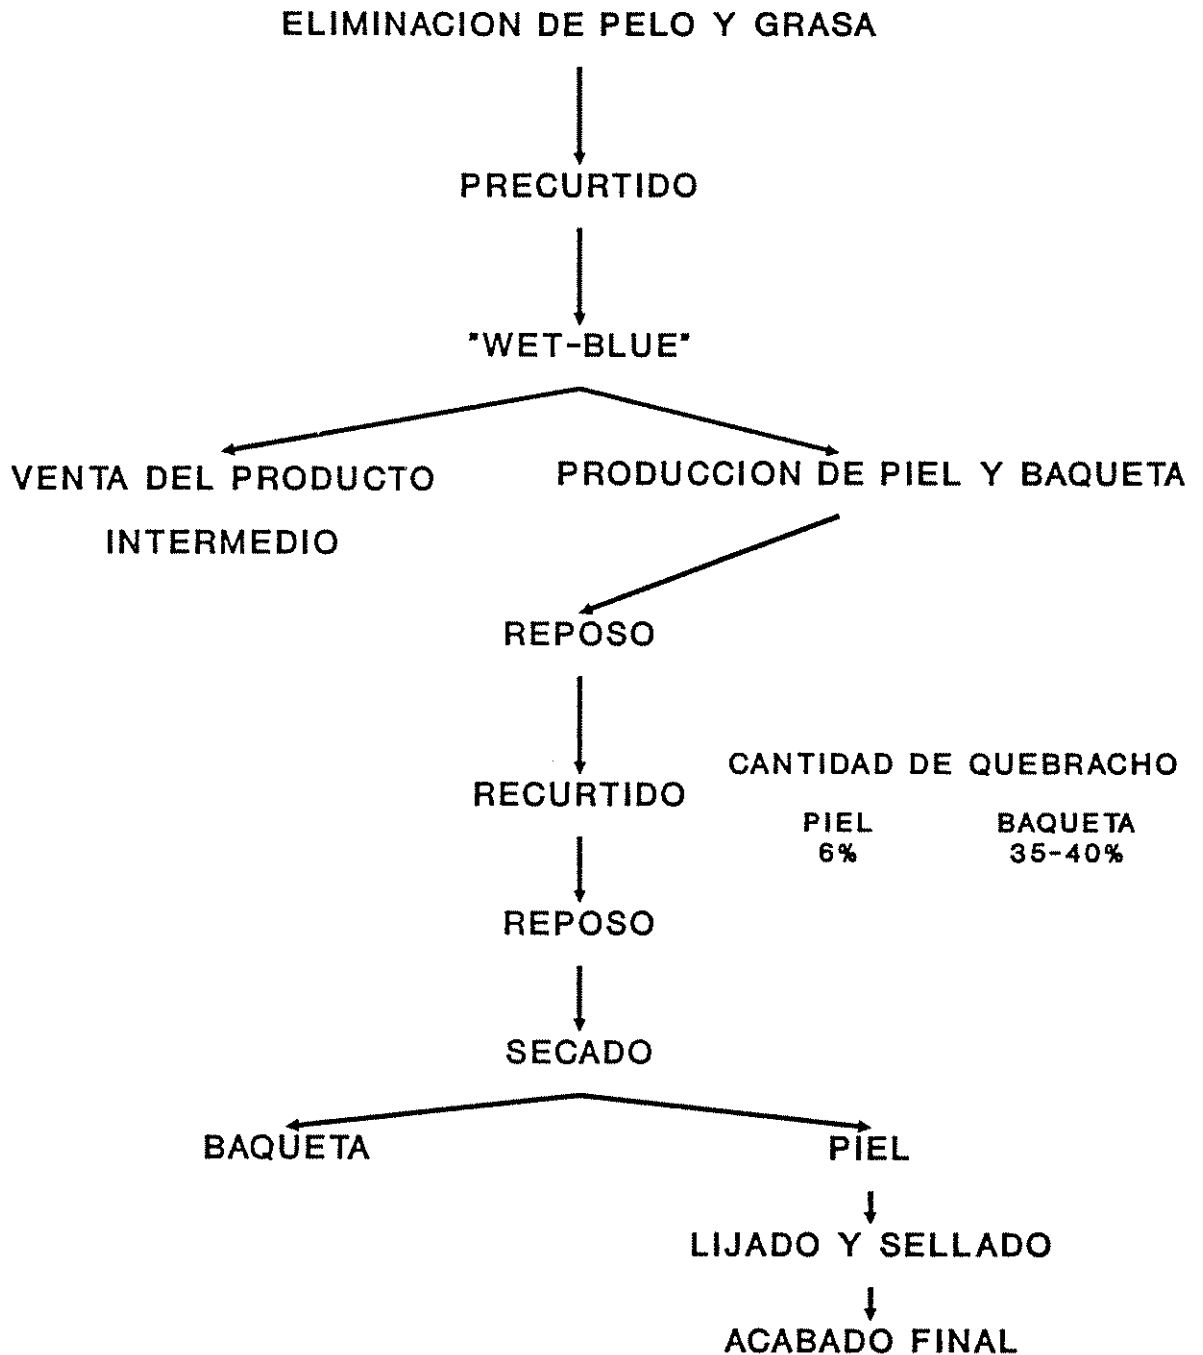 ELIMINACION DE PELO Y GRASA
PRECURTIDO
"WET-BLUE"
VENTA DEL PRODUCTO
INTERMEDIO
PRODUCCION DE PIEL Y BAQUETA
REPOSO
RECURTIDO
CANTIDAD DE QUEBRACHO
PIEL BAQUETA
6% 35-40%
REPOSO
SECADO
BAQUETA PIEL
LIJADO Y SELLADO
ACABADO FINAL